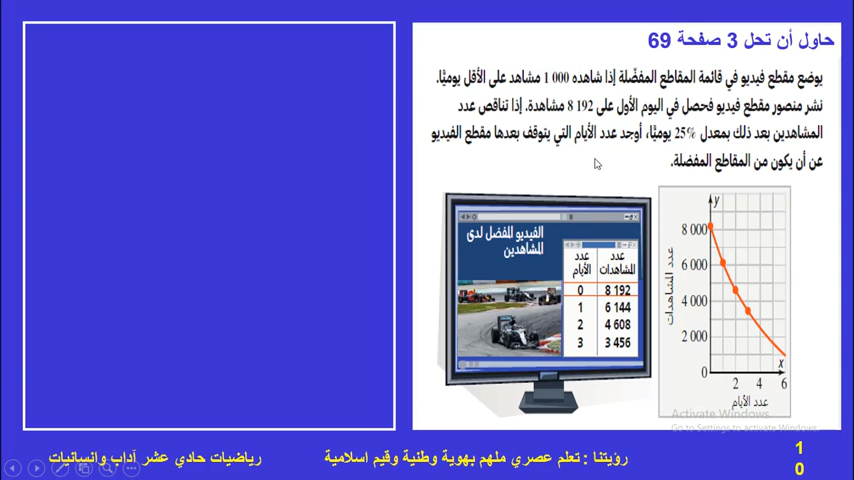 حاول أن تحل 3 صفحة 69
يوضع مقطع فيديو في قائمة المقاطع المفضّلة إذا شاهده 000 1 مشاهد على الأقل يوميًا.
نشر منصور مقطع فيديو فحصل في اليوم الأول على 192 8 مشاهدة. إذا تناقص عدد
المشاهدين بعد ذلك بمعدل 25% يوميًا، أوجد عدد الأيام التي يتوقف بعدها مقطع الفيديو
عن أن يكون من المقاطع المفضلة.
الفيديو المفضل لدى
المشاهدين
عدد المشاهدات
عدد الأيام
0 8 192
1 6 144
2 4 608
3 3 456
y
8 000
6 000
4 000
2 000
0
2 4 6
x
عدد المشاهدات
عدد الأيام
Activate Windows
Go to Settings to activate Windows.
رؤيتنا : تعلم عصري ملهم بهوية وطنية وقيم اسلامية
رياضيات حادي عشر آداب وانسانيات
1
0